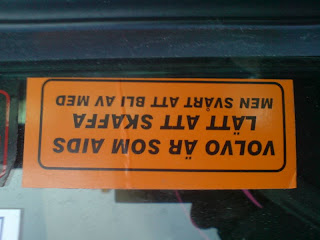 VOLVO ÄR SOM AIDS
LÄTT ATT SKAFFA
MEN SVÅRT ATT BLI AV MED